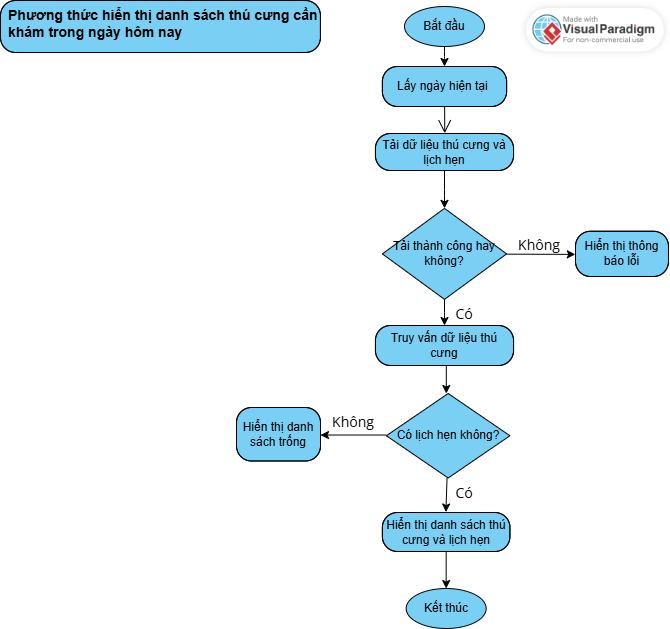 Phương thức hiển thị danh sách thú cưng cần
khám trong ngày hôm nay
Bắt đầu
Made with
Visual Paradigm
For non-commercial use
Lấy ngày hiện tại
Tải dữ liệu thú cưng và
lịch hẹn
Tải thành công hay
không?
Không
Hiển thị thông
báo lỗi
Có
Truy vấn dữ liệu thú
cưng
Có lịch hẹn không?
Không
Hiển thị danh
sách trống
Có
Hiển thị danh sách thú
cưng và lịch hẹn
Kết thúc